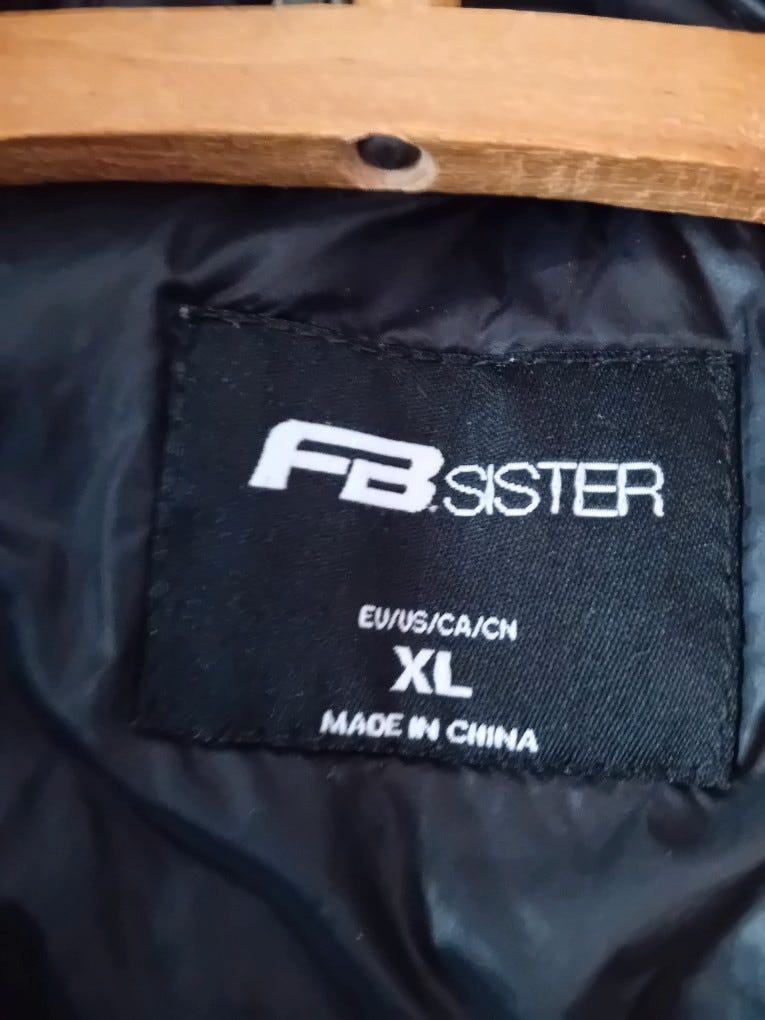 FB SISTER
EU/US/CA/CN
XL
MADE IN CHINA